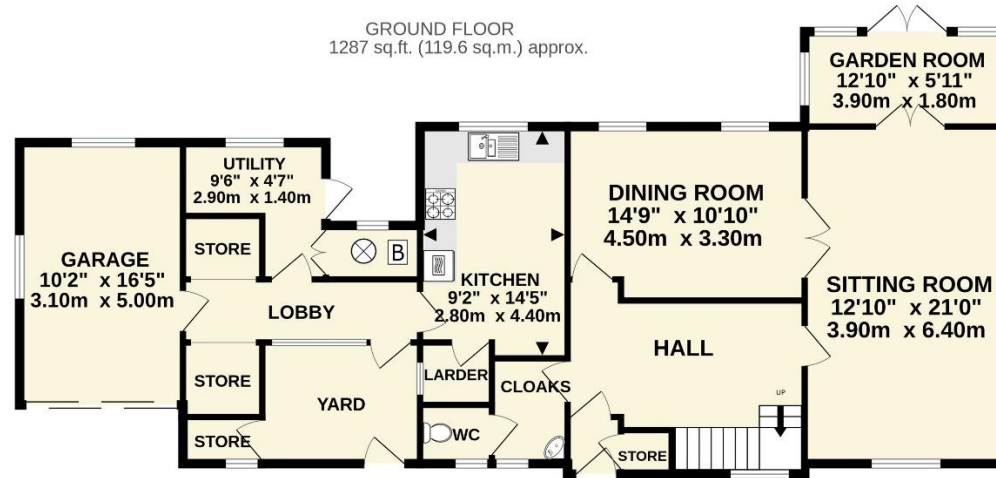 GROUND FLOOR
1287 sq.ft. (119.6 sq.m.) approx.
GARDEN ROOM
12'10" x 5'11"
3.90m x 1.80m
UTILITY
9'6" x 4'7"
2.90m x 1.40m
DINING ROOM
14'9" x 10'10"
4.50m x 3.30m
STORE
B
GARAGE
10'2" x 16'5"
3.10m x 5.00m
KITCHEN
9'2" x 14'5"
2.80m x 4.40m
SITTING ROOM
12'10" x 21'0"
3.90m x 6.40m
LOBBY
HALL
STORE
LARDER
CLOAKS
YARD
UP
STORE
WC
STORE